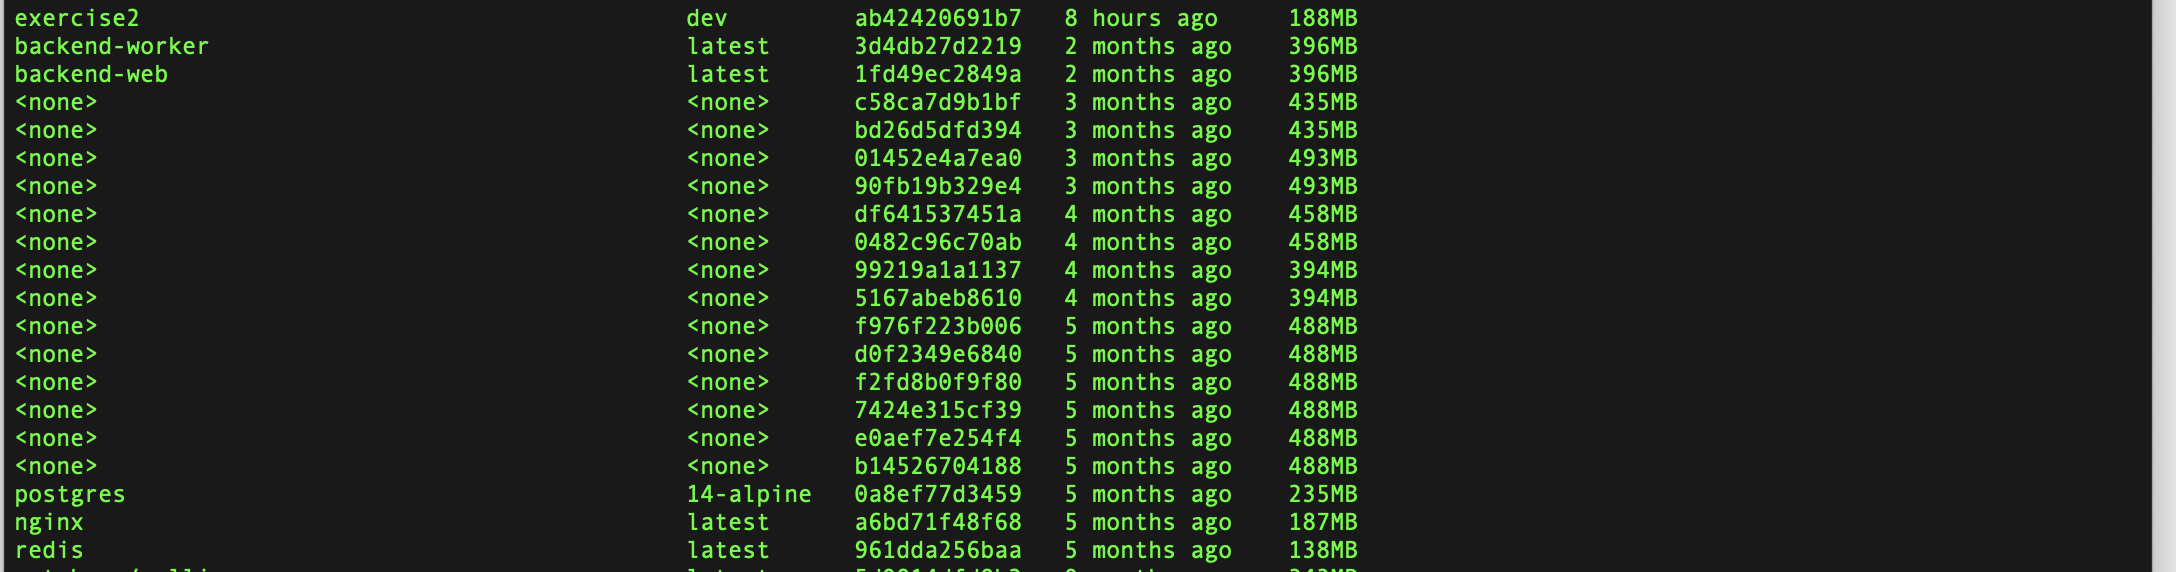 exercise2 dev ab42420691b7 8 hours ago 188MB
backend-worker latest 3d4db27d2219 2 months ago 396MB
backend-web latest 1fd49ec2849a 2 months ago 396MB
<none> <none> c58ca7d9b1bf 3 months ago 435MB
<none> <none> bd26d5dfd394 3 months ago 435MB
<none> <none> 01452e4a7ea0 3 months ago 493MB
<none> <none> 90fb19b329e4 3 months ago 493MB
<none> <none> df641537451a 4 months ago 458MB
<none> <none> 0482c96c70ab 4 months ago 458MB
<none> <none> 99219a1a1137 4 months ago 394MB
<none> <none> 5167abeb8610 4 months ago 394MB
<none> <none> f976f223b006 5 months ago 488MB
<none> <none> d0f2349e6840 5 months ago 488MB
<none> <none> f2fd8b0f9f80 5 months ago 488MB
<none> <none> 7424e315cf39 5 months ago 488MB
<none> <none> e0aef7e254f4 5 months ago 488MB
<none> <none> b14526704188 5 months ago 488MB
postgres 14-alpine 0a8ef77d3459 5 months ago 235MB
nginx latest a6bd71f48f68 5 months ago 187MB
redis latest 961dda256baa 5 months ago 138MB